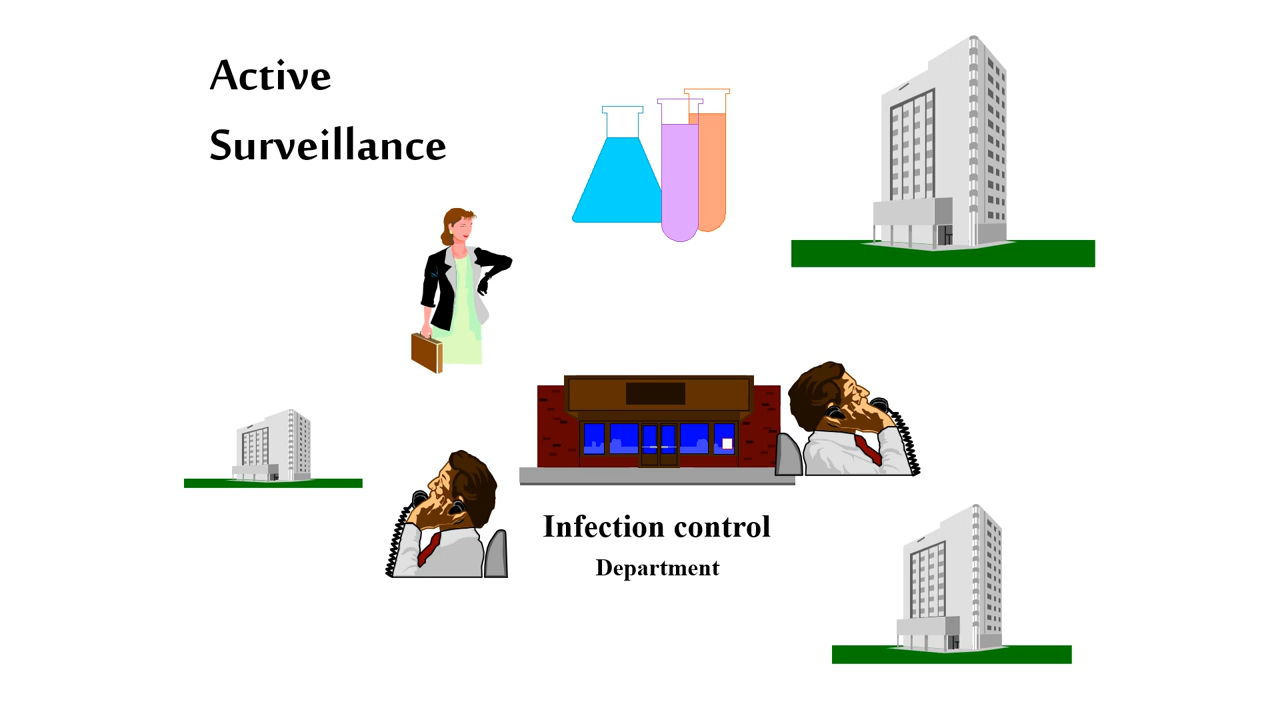 Active
Surveillance
Infection control
Department